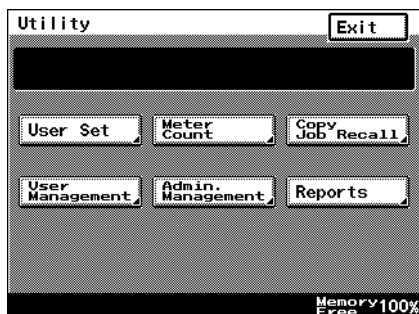 Utility
Exit
User Set
Meter
Count
Copy
Job Recall
User
Management
Admin.
Management
Reports
Memory
Free
100%